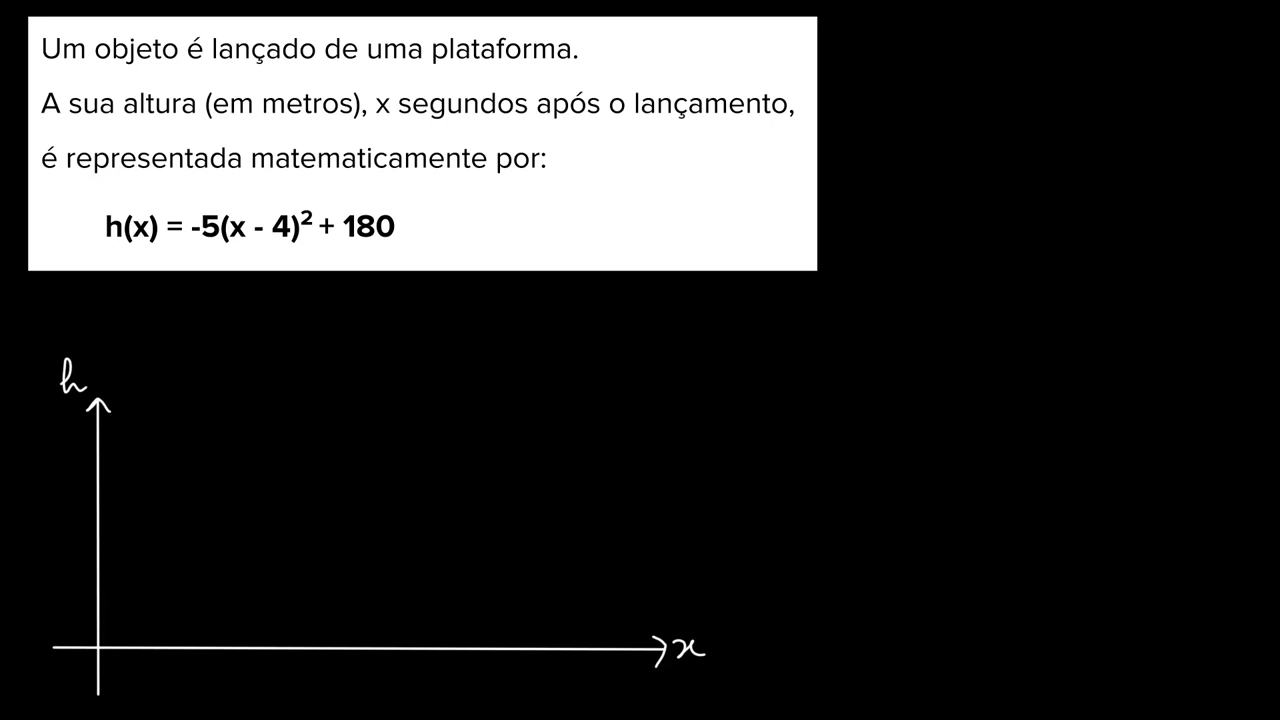 Um objeto é lançado de uma plataforma.
A sua altura (em metros), x segundos após o lançamento,
é representada matematicamente por:
h(x) = -5(x - 4)² + 180
h
x